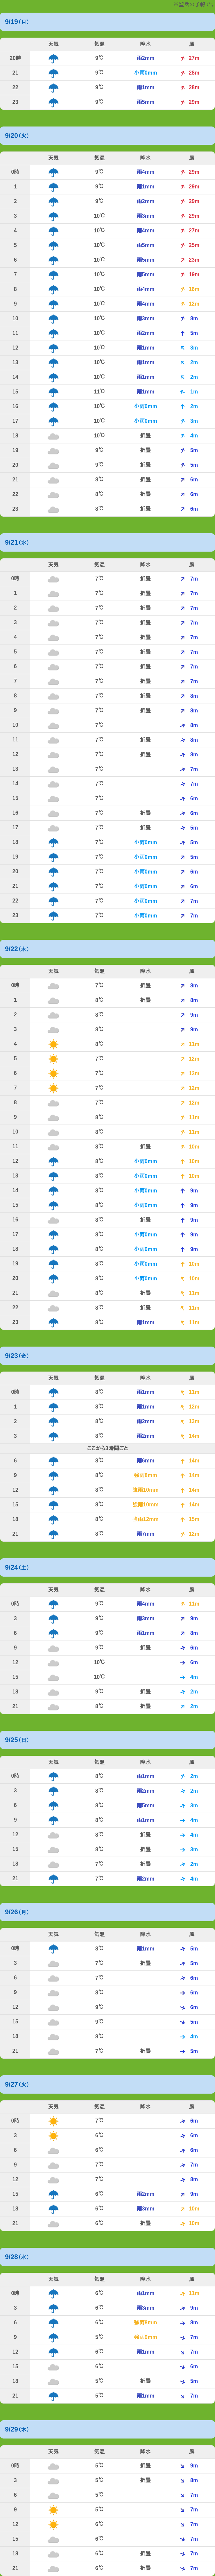 ※麓前の予報です
9/19(月)
天気 気温 降水 風
20時 9℃ 雨2mm 27m
21 9℃ 小雨0mm 28m
22 9℃ 雨1mm 28m
23 9℃ 雨5mm 29m
9/20(火)
天気 気温 降水 風
0時 9℃ 雨4mm 29m
1 9℃ 雨1mm 29m
2 9℃ 雨2mm 29m
3 10℃ 雨3mm 29m
4 10℃ 雨4mm 27m
5 10℃ 雨5mm 25m
6 10℃ 雨5mm 23m
7 10℃ 雨5mm 19m
8 10℃ 雨4mm 16m
9 10℃ 雨4mm 12m
10 10℃ 雨3mm 8m
11 10℃ 雨2mm 5m
12 10℃ 雨1mm 3m
13 10℃ 雨1mm 2m
14 10℃ 雨1mm 2m
15 11℃ 雨1mm 1m
16 10℃ 小雨0mm 2m
17 10℃ 小雨0mm 3m
18 10℃ 折曇 4m
19 9℃ 折曇 5m
20 9℃ 折曇 5m
21 8℃ 折曇 6m
22 8℃ 折曇 6m
23 8℃ 折曇 6m
9/21(水)
天気 気温 降水 風
0時 7℃ 折曇 7m
1 7℃ 折曇 7m
2 7℃ 折曇 7m
3 7℃ 折曇 7m
4 7℃ 折曇 7m
5 7℃ 折曇 7m
6 7℃ 折曇 7m
7 7℃ 折曇 7m
8 7℃ 折曇 8m
9 7℃ 折曇 8m
10 7℃ 8m
11 7℃ 折曇 8m
12 7℃ 折曇 8m
13 7℃ 7m
14 7℃ 7m
15 7℃ 6m
16 7℃ 折曇 6m
17 7℃ 折曇 5m
18 7℃ 小雨0mm 5m
19 7℃ 小雨0mm 5m
20 7℃ 小雨0mm 6m
21 7℃ 小雨0mm 6m
22 7℃ 小雨0mm 7m
23 7℃ 小雨0mm 7m
9/22(木)
天気 気温 降水 風
0時 7℃ 折曇 8m
1 8℃ 折曇 8m
2 8℃ 9m
3 8℃ 9m
4 8℃ 11m
5 7℃ 12m
6 7℃ 13m
7 7℃ 12m
8 7℃ 12m
9 8℃ 11m
10 8℃ 11m
11 8℃ 折曇 10m
12 8℃ 小雨0mm 10m
13 8℃ 小雨0mm 10m
14 8℃ 小雨0mm 9m
15 8℃ 小雨0mm 9m
16 8℃ 折曇 9m
17 8℃ 小雨0mm 9m
18 8℃ 小雨0mm 9m
19 8℃ 小雨0mm 10m
20 8℃ 小雨0mm 10m
21 8℃ 折曇 11m
22 8℃ 折曇 11m
23 8℃ 雨1mm 11m
9/23(金)
天気 気温 降水 風
0時 8℃ 雨1mm 11m
1 8℃ 雨1mm 12m
2 8℃ 雨2mm 13m
3 8℃ 雨2mm 14m
ここから3時間ごと
6 8℃ 雨6mm 14m
9 8℃ 強雨8mm 14m
12 8℃ 強雨10mm 14m
15 8℃ 強雨10mm 14m
18 8℃ 強雨12mm 15m
21 8℃ 雨7mm 12m
9/24(土)
天気 気温 降水 風
0時 9℃ 雨4mm 11m
3 9℃ 雨3mm 9m
6 9℃ 雨1mm 8m
9 9℃ 折曇 6m
12 10℃ 6m
15 10℃ 4m
18 9℃ 折曇 2m
21 8℃ 折曇 2m
9/25(日)
天気 気温 降水 風
0時 8℃ 雨1mm 2m
3 8℃ 雨2mm 2m
6 8℃ 雨5mm 3m
9 8℃ 雨1mm 4m
12 8℃ 折曇 4m
15 8℃ 折曇 3m
18 7℃ 折曇 2m
21 7℃ 雨2mm 4m
9/26(月)
天気 気温 降水 風
0時 8℃ 雨1mm 5m
3 7℃ 折曇 5m
6 7℃ 6m
9 8℃ 6m
12 9℃ 6m
15 9℃ 5m
18 8℃ 4m
21 7℃ 折曇 5m
9/27(火)
天気 気温 降水 風
0時 7℃ 6m
3 6℃ 6m
6 6℃ 6m
9 7℃ 7m
12 7℃ 8m
15 6℃ 雨2mm 9m
18 6℃ 雨3mm 10m
21 6℃ 折曇 10m
9/28(水)
天気 気温 降水 風
0時 6℃ 雨1mm 11m
3 6℃ 雨3mm 9m
6 6℃ 強雨8mm 8m
9 7℃ 強雨9mm 7m
12 6℃ 雨1mm 7m
15 6℃ 6m
18 5℃ 折曇 5m
21 5℃ 雨1mm 7m
9/29(木)
天気 気温 降水 風
0時 5℃ 折曇 9m
3 5℃ 折曇 8m
6 5℃ 7m
9 5℃ 7m
12 6℃ 7m
15 6℃ 7m
18 6℃ 折曇 7m
21 6℃ 折曇 7m